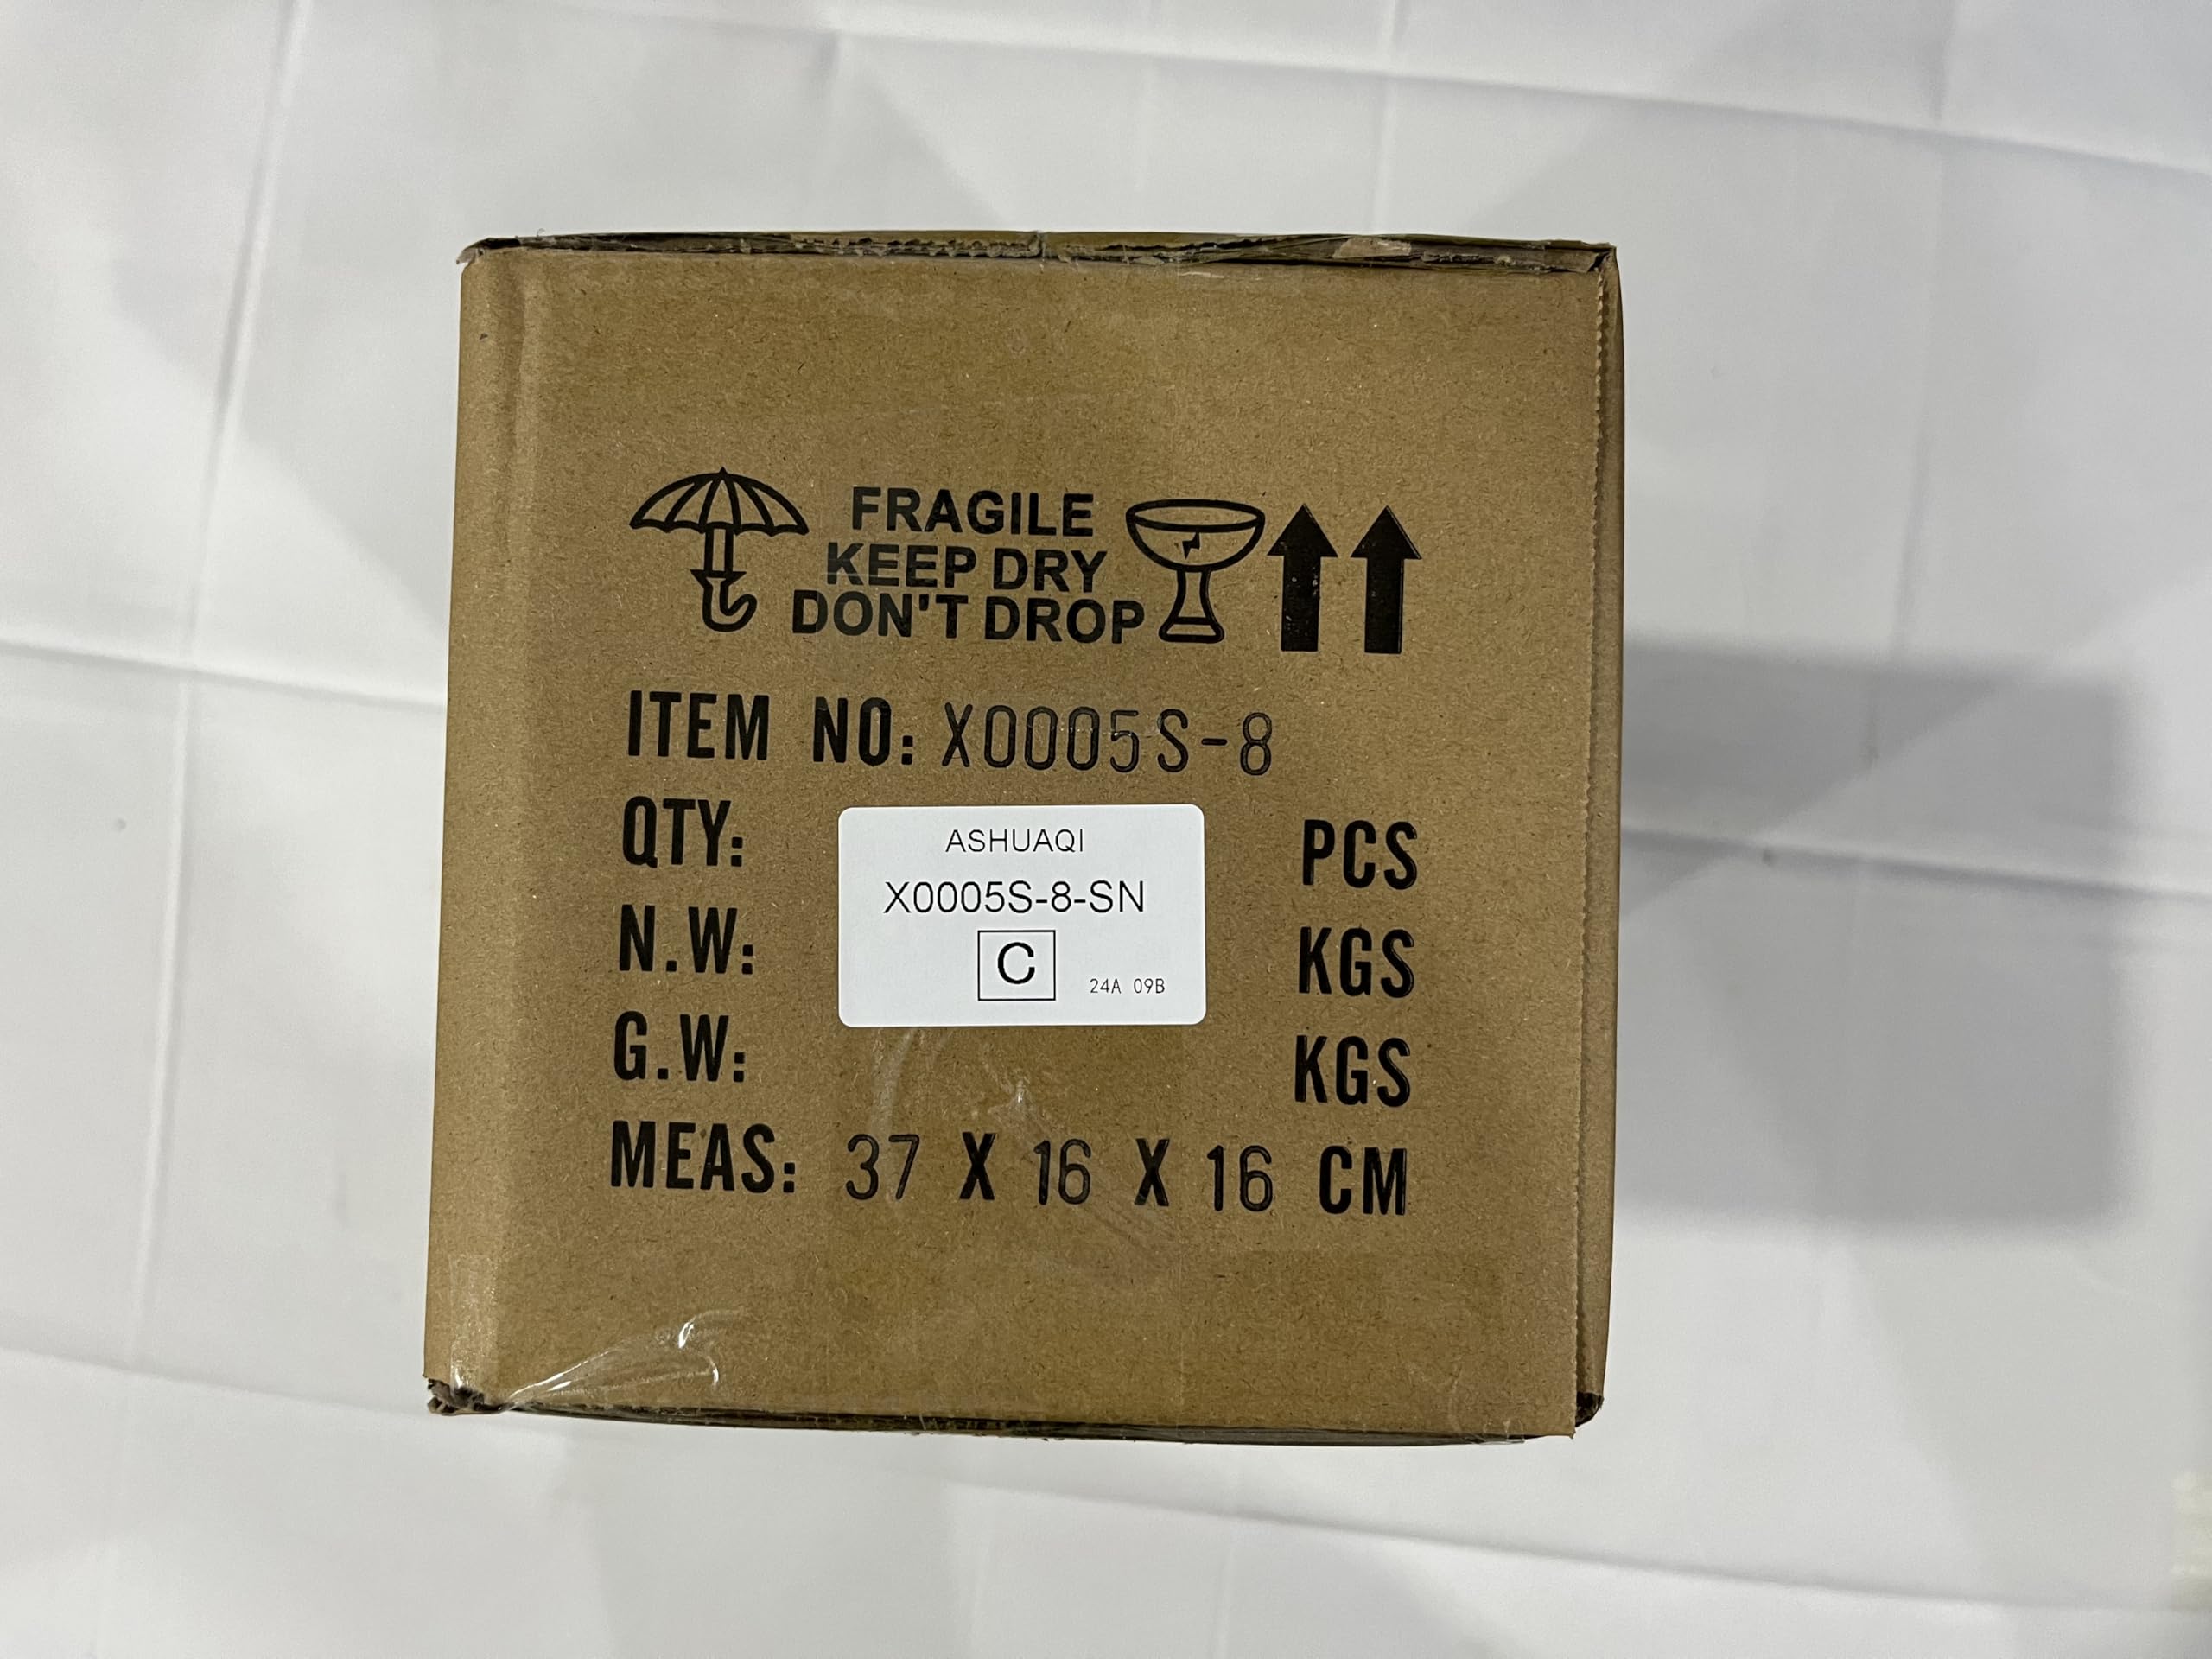 FRAGILE
KEEP DRY
DON'T DROP
ITEM NO: X0005S-8
QTY: PCS
ASHUAQI
X0005S-8-SN
C
24A 09B
N.W: KGS
G.W: KGS
MEAS: 37 X 16 X 16 CM